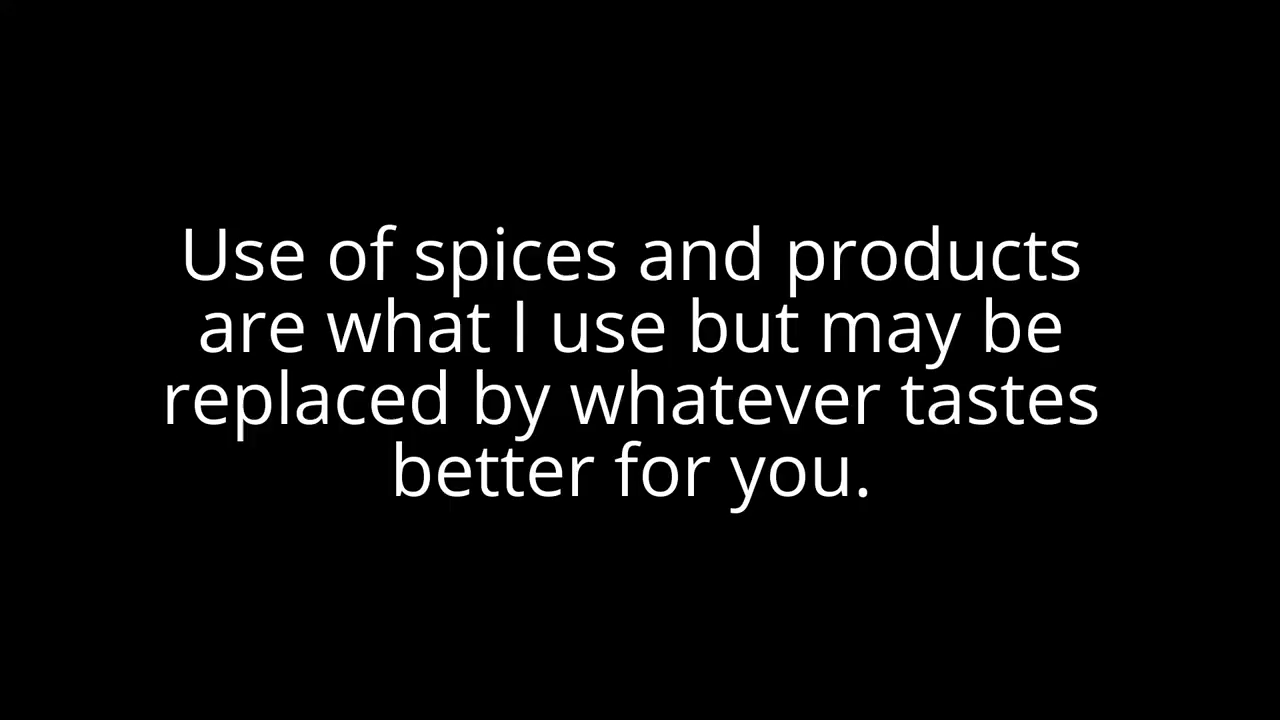 Use of spices and products
are what I use but may be
replaced by whatever tastes
better for you.